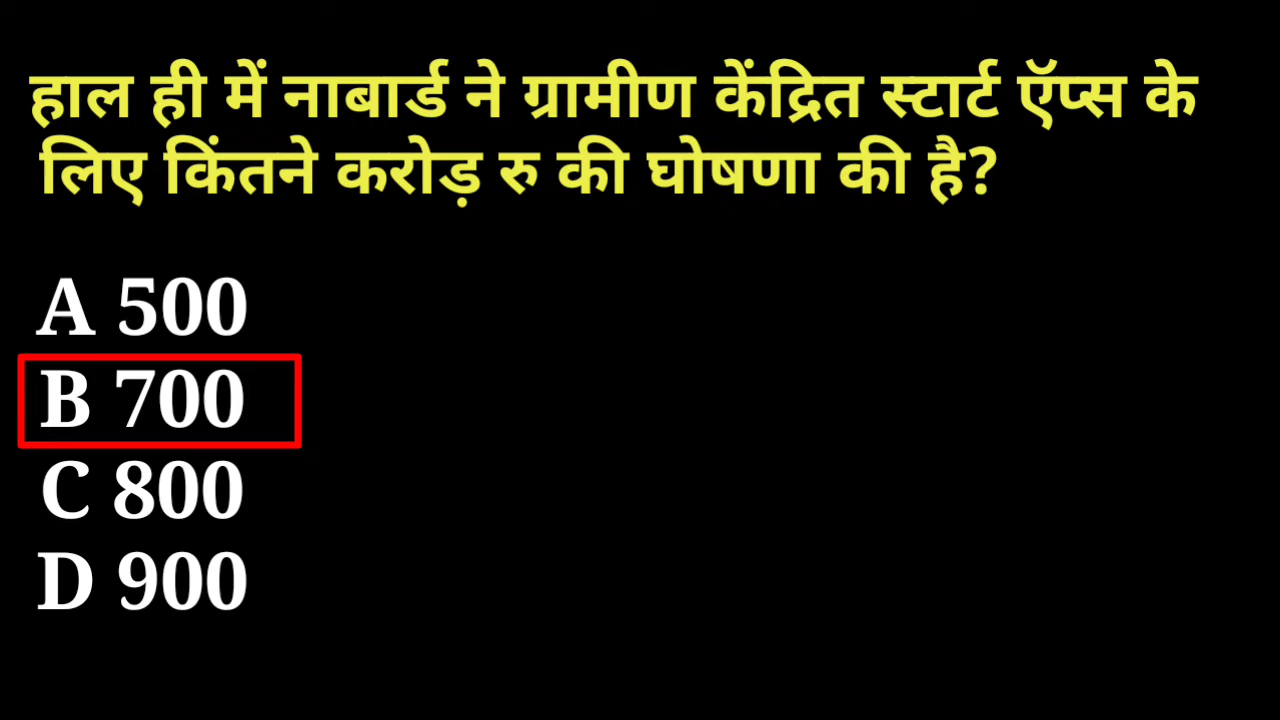 हाल ही में नाबार्ड ने ग्रामीण केंद्रित स्टार्ट ऍप्स के
लिए किंतने करोड़ रु की घोषणा की है?
A 500
B 700
C 800
D 900